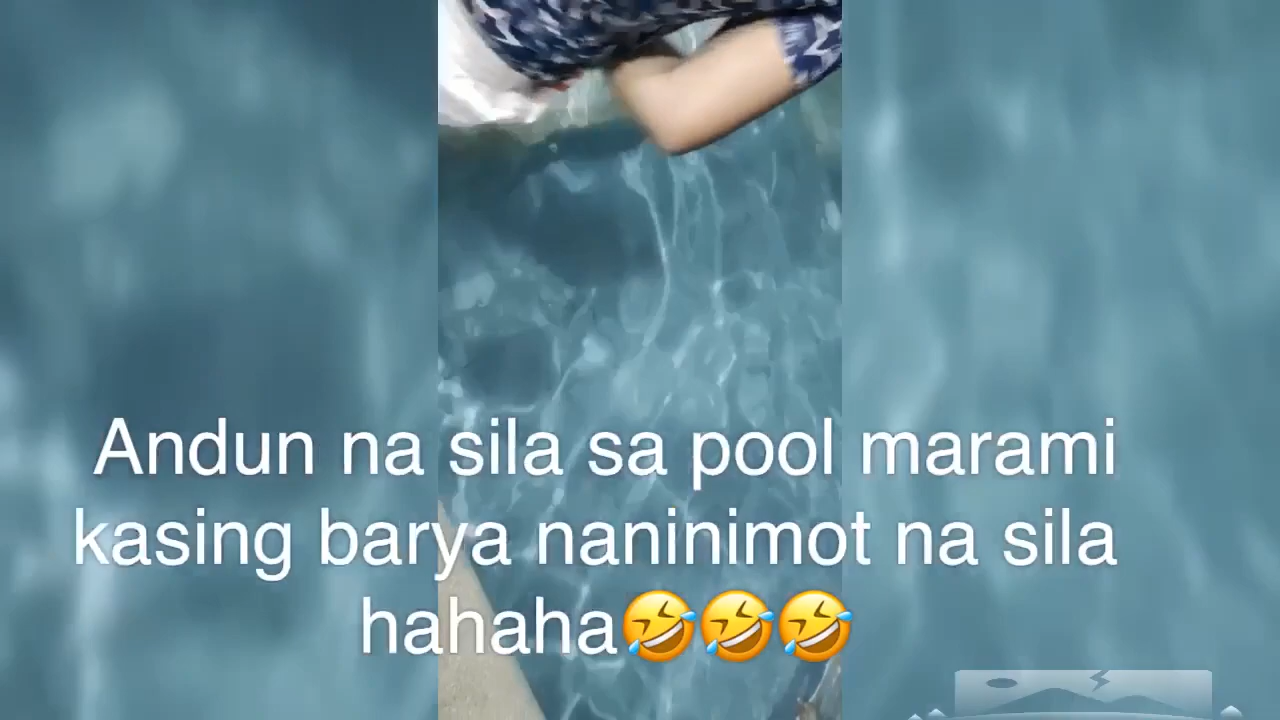 Andun na sila sa pool marami
kasing barya naninimot na sila
hahaha🤣🤣🤣